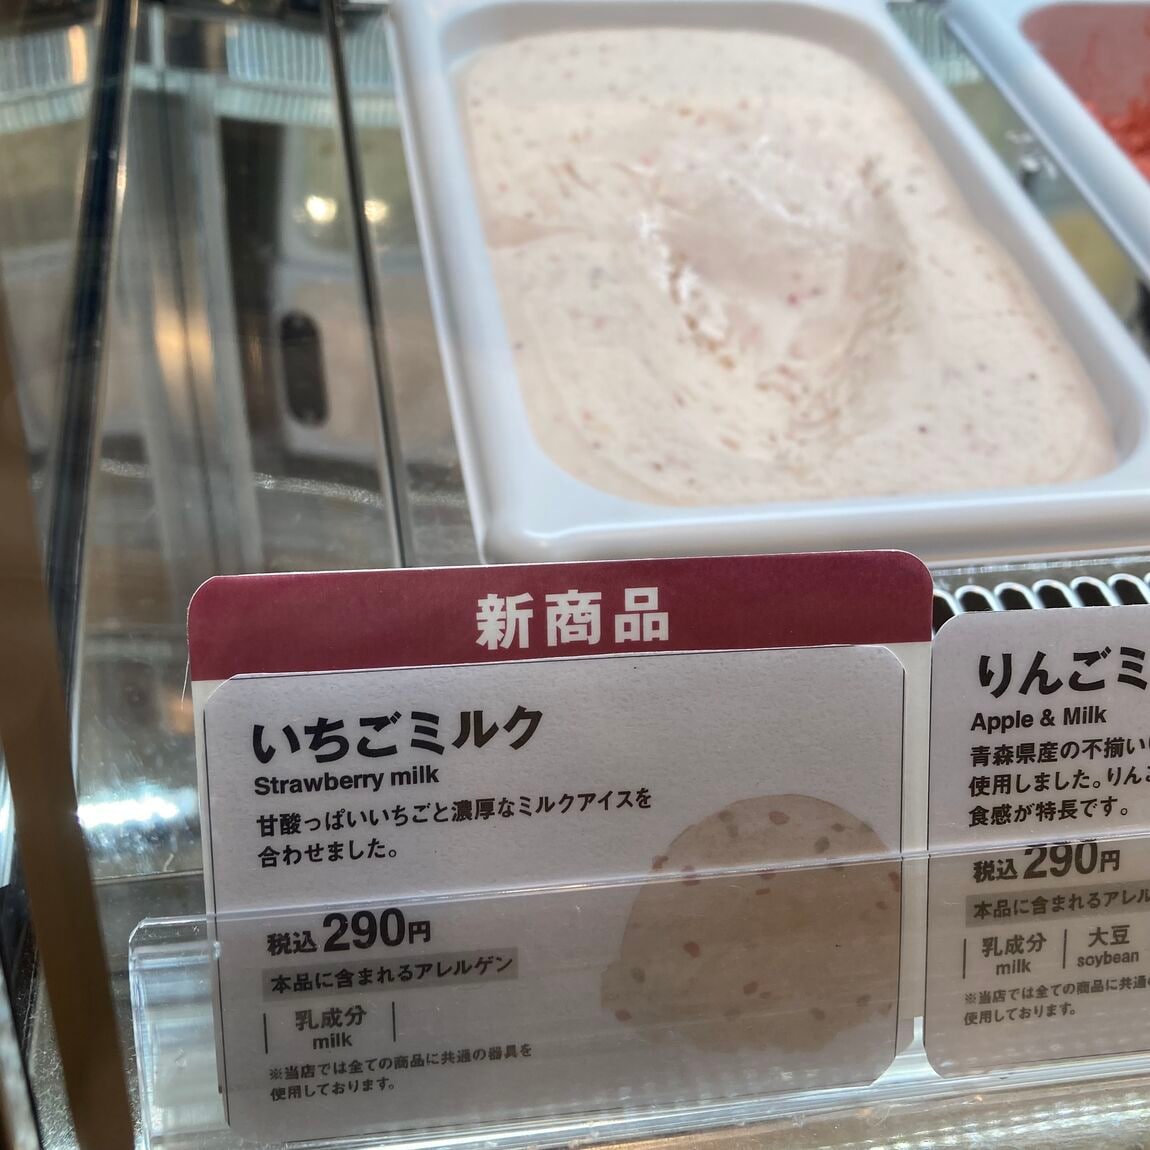 新商品
いちごミルク
Strawberry milk
甘酸っぱいいちごと濃厚なミルクアイスを
合わせました。
税込290円
本品に含まれるアレルゲン
乳成分
milk
※当店では全ての商品に共通の器具を
使用しております。
りんごミ
Apple & Milk
青森県産の不揃い
使用しました。りんご
食感が特長です。
税込290円
本品に含まれるアレル
乳成分 大豆
milk soybean
※当店では全ての商品に共通
使用しております。